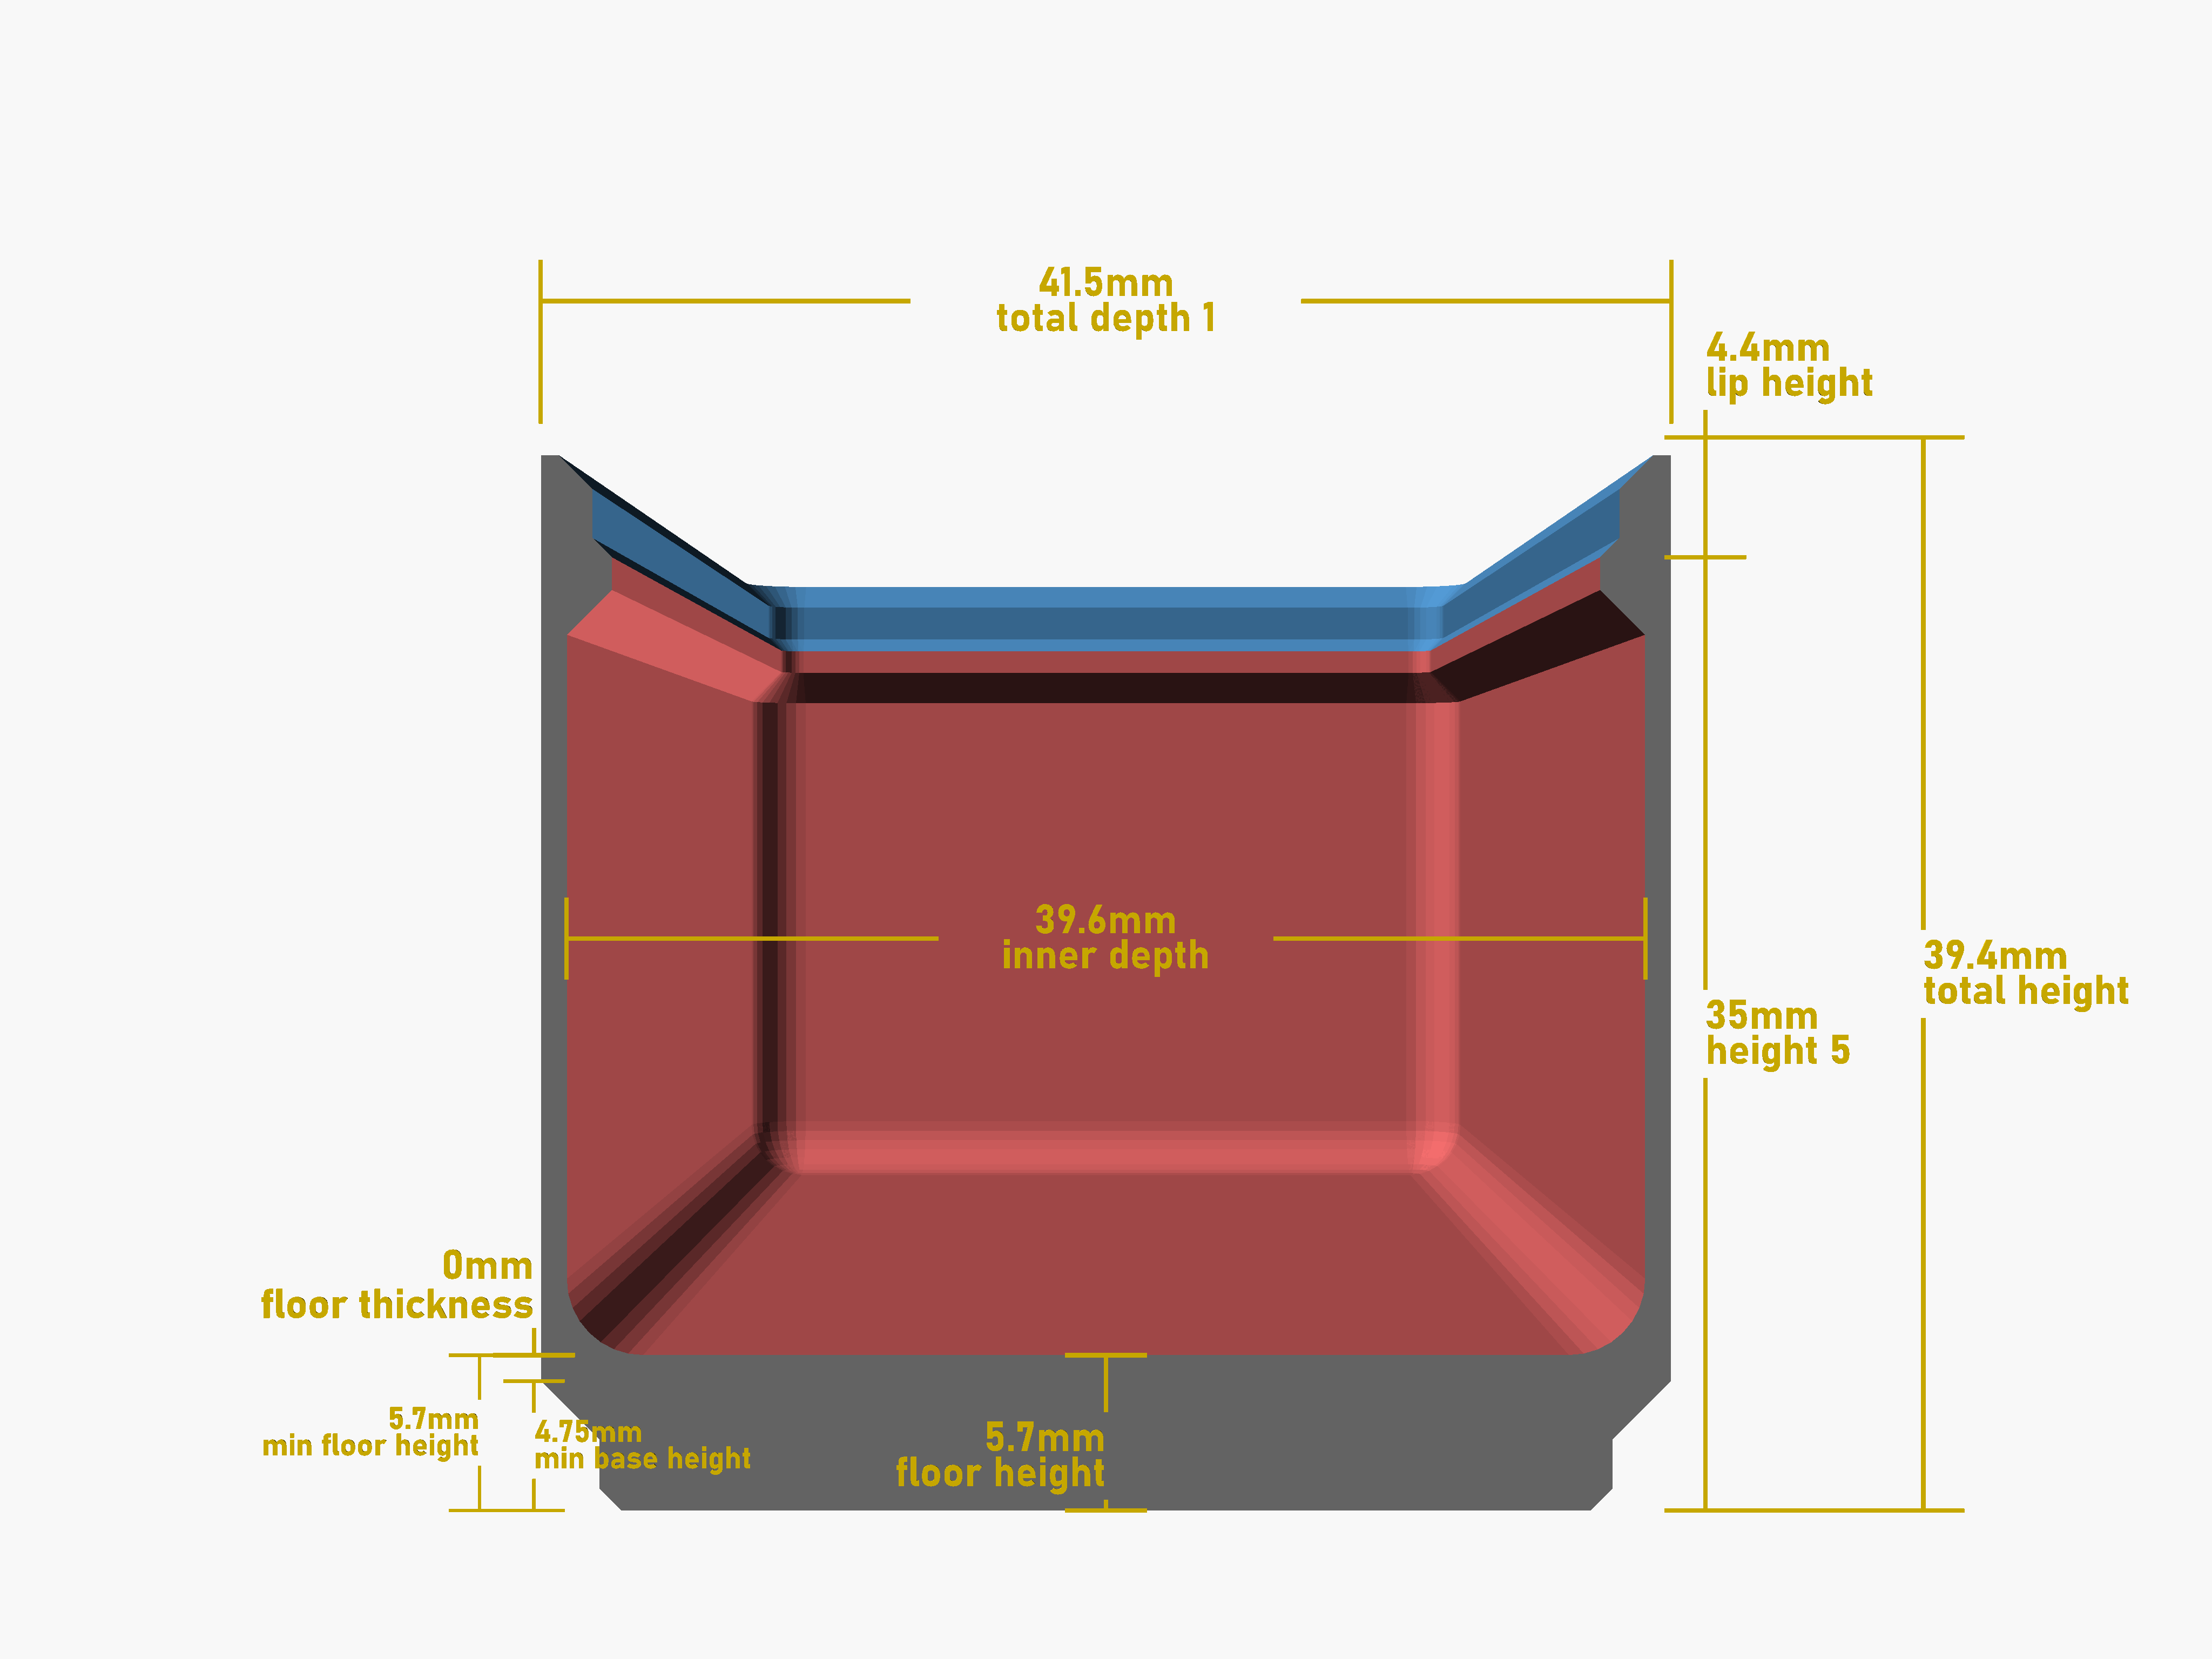 41.5mm
total depth 1
4.4mm
lip height
39.6mm
inner depth
39.4mm
total height
35mm
height 5
0mm
floor thickness
5.7mm
min floor height
4.75mm
min base height
5.7mm
floor height